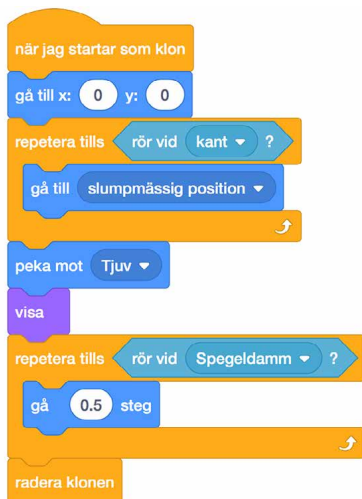 när jag startar som klon
gå till x: 0 y: 0
repetera tills rör vid kant ?
gå till slumpmässig position
peka mot Tjuv
visa
repetera tills rör vid Spegeldamm ?
gå 0.5 steg
radera klonen